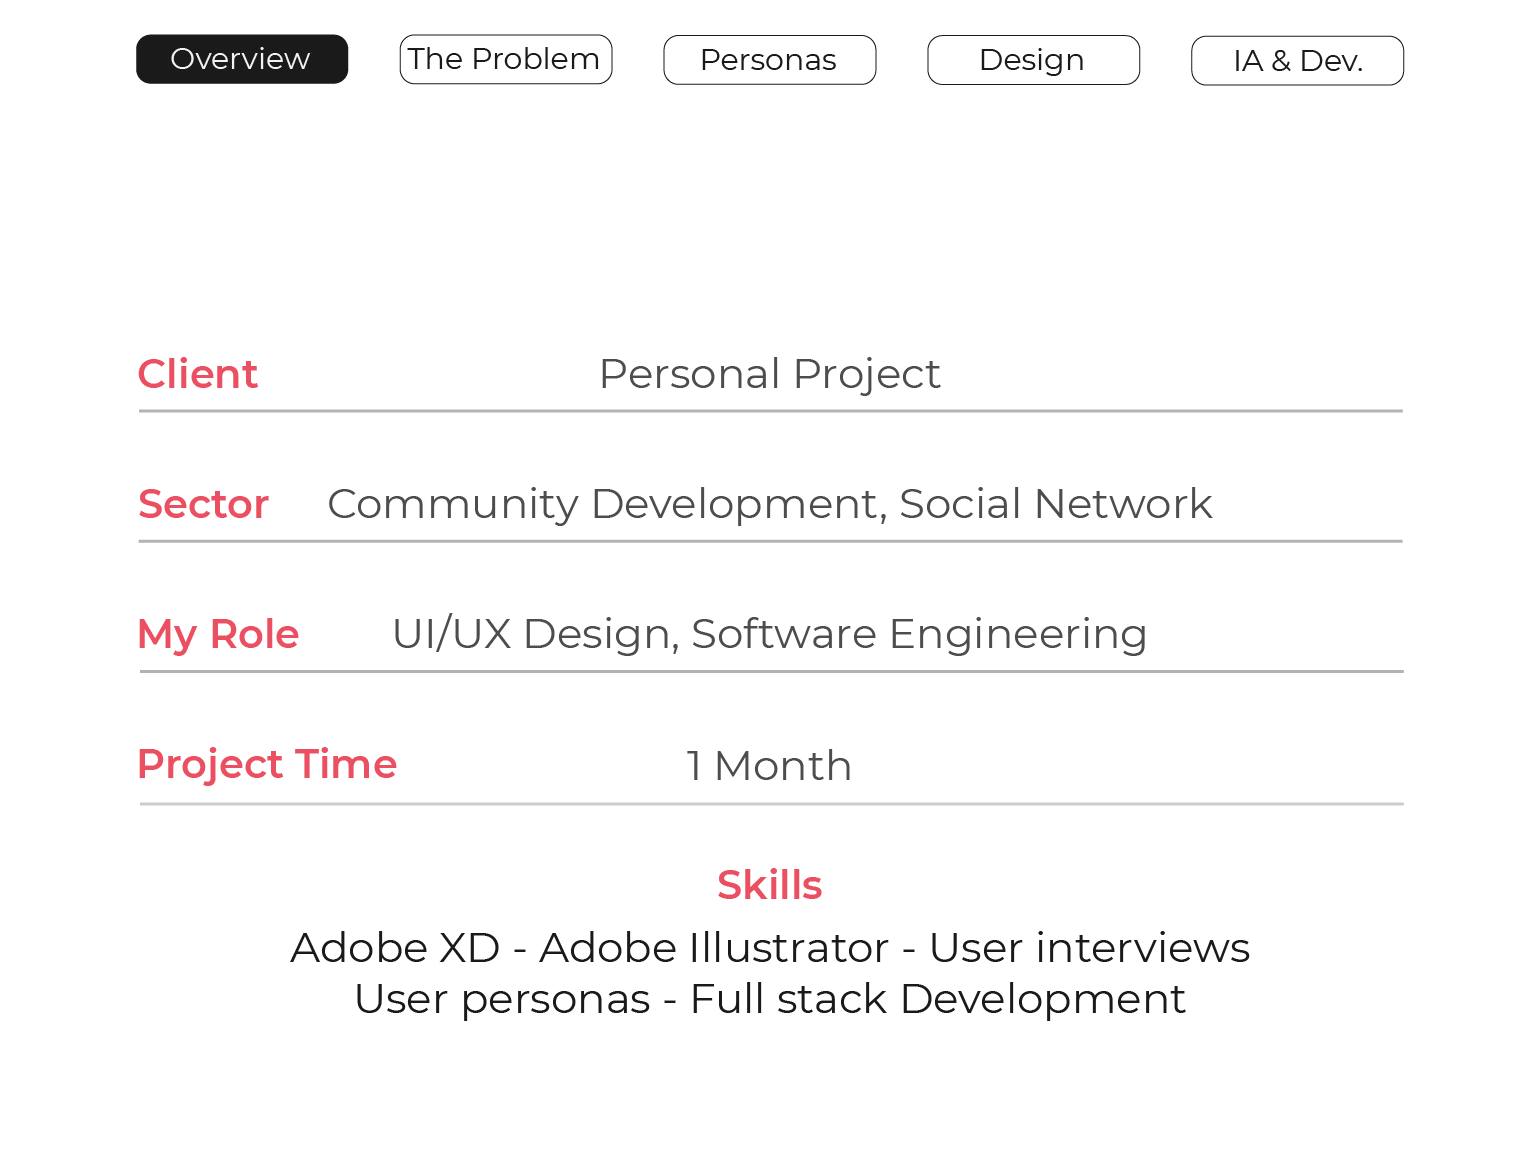 Overview The Problem Personas Design IA & Dev.
Client Personal Project
Sector Community Development, Social Network
My Role UI/UX Design, Software Engineering
Project Time 1 Month
Skills
Adobe XD - Adobe Illustrator - User interviews
User personas - Full stack Development